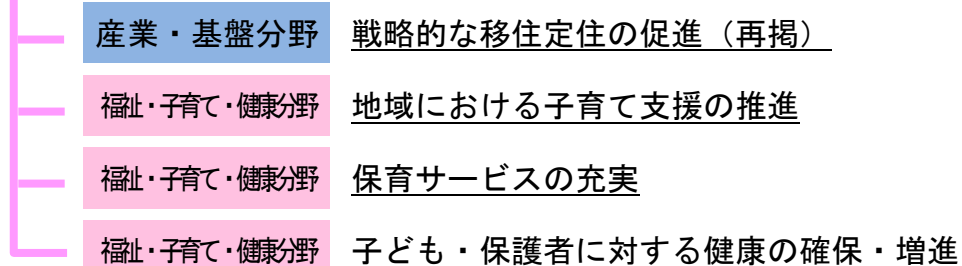 産業・基盤分野 戦略的な移住定住の促進（再掲）
福祉・子育て・健康分野 地域における子育て支援の推進
福祉・子育て・健康分野 保育サービスの充実
福祉・子育て・健康分野 子ども・保護者に対する健康の確保・増進